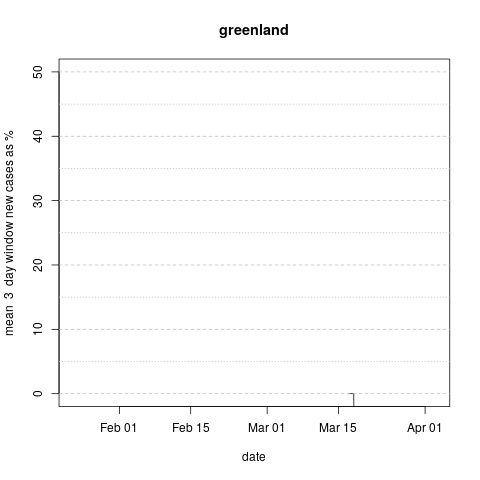 greenland
mean  3  day window new cases as %
50
40
30
20
10
0
Feb 01
Feb 15
Mar 01
Mar 15
Apr 01
date